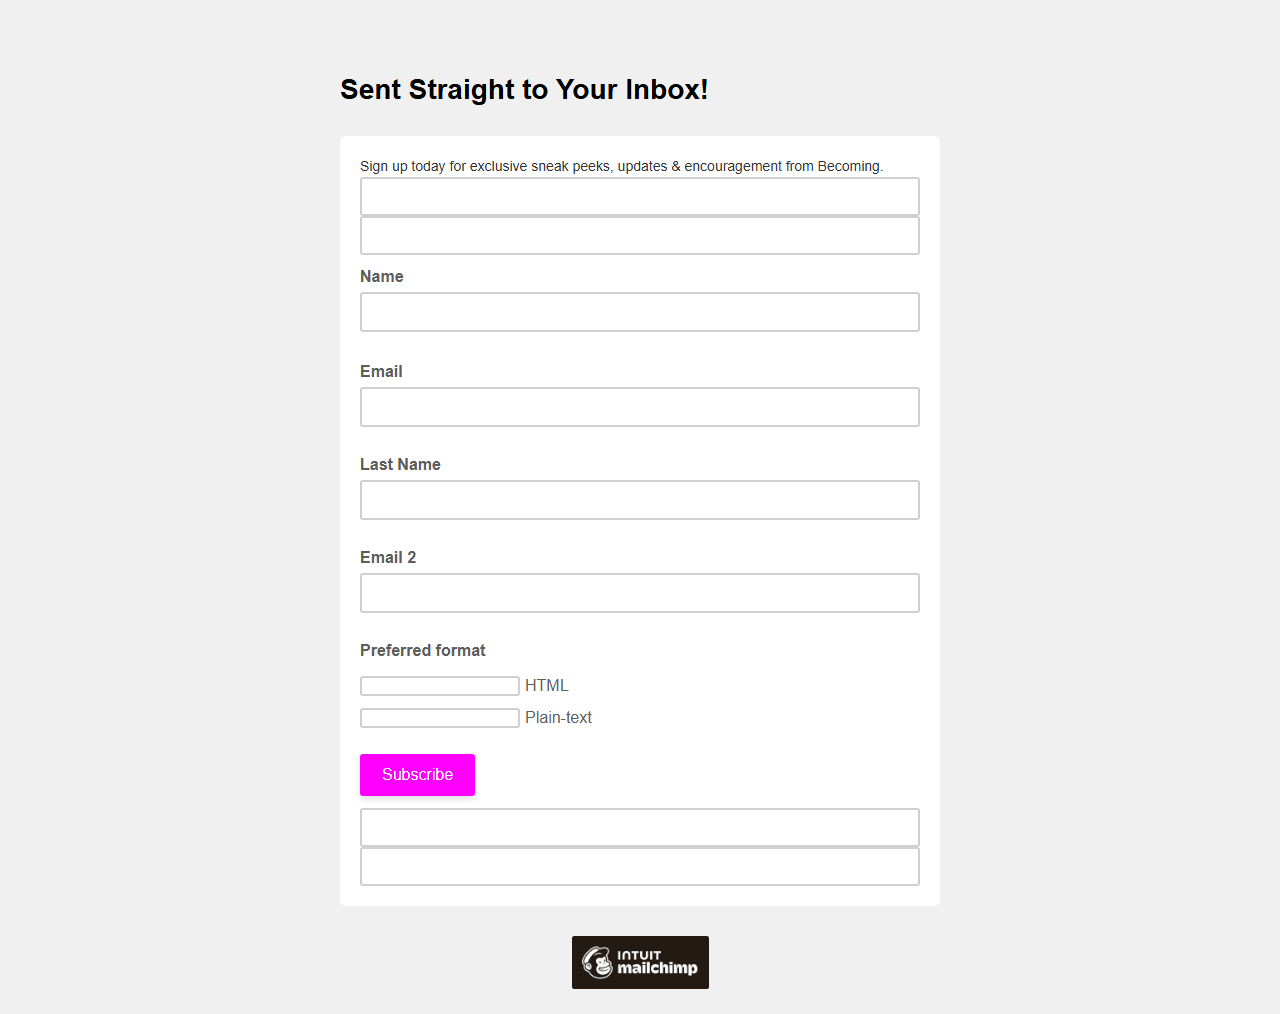 Sent Straight to Your Inbox!
Sign up today for exclusive sneak peeks, updates & encouragement from Becoming.
Name
Email
Last Name
Email 2
Preferred format
HTML
Plain-text
Subscribe
INTUIT
mailchimp